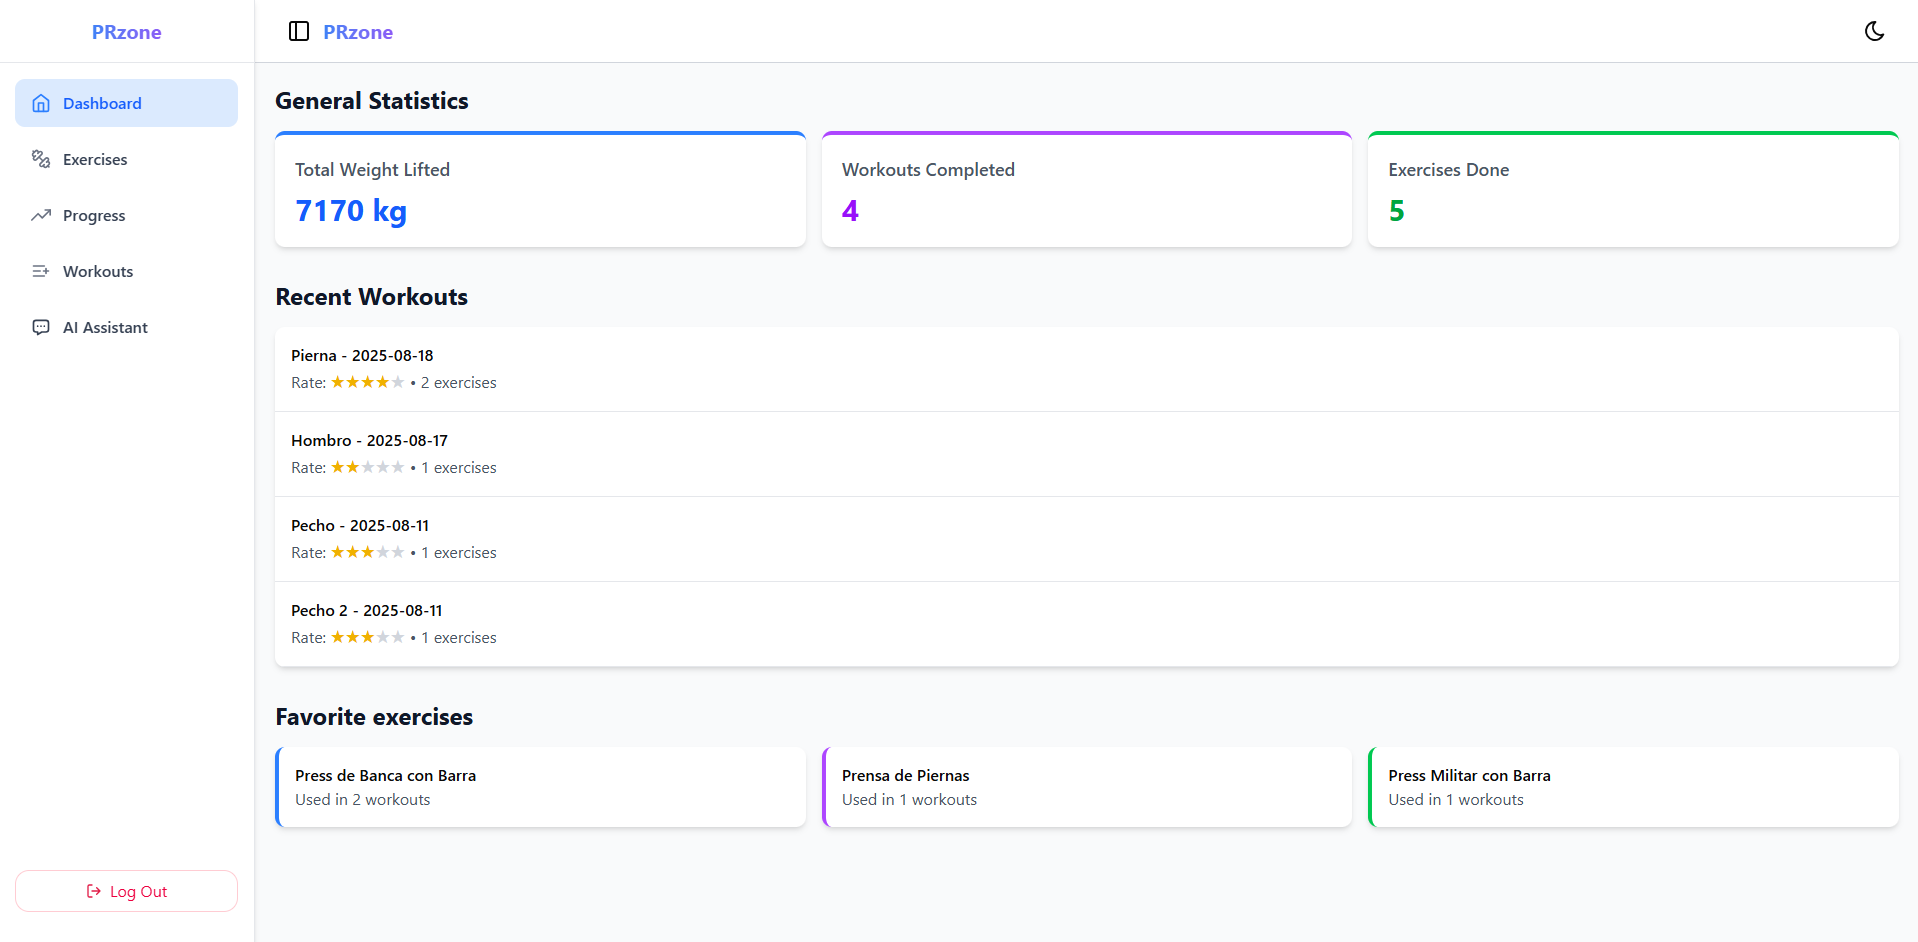 PRzone
PRzone
Dashboard
Exercises
Progress
Workouts
AI Assistant
Log Out
General Statistics
Total Weight Lifted
7170 kg
Workouts Completed
4
Exercises Done
5
Recent Workouts
Pierna - 2025-08-18
Rate: ★★★★★ • 2 exercises
Hombro - 2025-08-17
Rate: ★★★★★ • 1 exercises
Pecho - 2025-08-11
Rate: ★★★★★ • 1 exercises
Pecho 2 - 2025-08-11
Rate: ★★★★★ • 1 exercises
Favorite exercises
Press de Banca con Barra
Used in 2 workouts
Prensa de Piernas
Used in 1 workouts
Press Militar con Barra
Used in 1 workouts